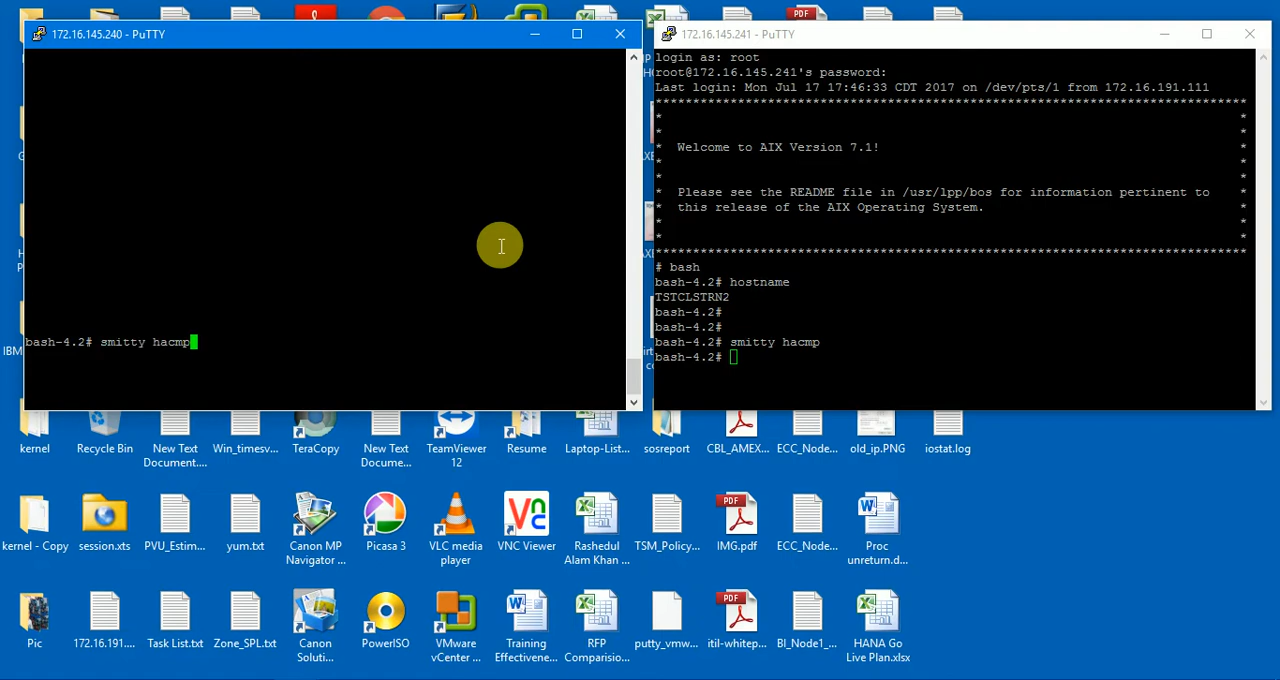 172.16.145.240 - PuTTY
bash-4.2# smitty hacmp
172.16.145.241 - PuTTY
login as: root
root@172.16.145.241's password:
Last login: Mon Jul 17 17:46:33 CDT 2017 on /dev/pts/1 from 172.16.191.111
*******************************************************************************
*                                                                             *
*                                                                             *
*  Welcome to AIX Version 7.1!                                                *
*                                                                             *
*                                                                             *
*  Please see the README file in /usr/lpp/bos for information pertinent to    *
*  this release of the AIX Operating System.                                  *
*                                                                             *
*                                                                             *
*******************************************************************************
# bash
bash-4.2# hostname
TSTCLSTRN2
bash-4.2#
bash-4.2#
bash-4.2# smitty hacmp
bash-4.2#
kernel
Recycle Bin
New Text
Document....
Win_timesv...
TeraCopy
New Text
Docume...
TeamViewer
12
Resume
Laptop-List...
sosreport
CBL_AMEX...
ECC_Node...
old_ip.PNG
iostat.log
kernel - Copy
session.xts
PVU_Estim...
yum.txt
Canon MP
Navigator ...
Picasa 3
VLC media
player
VNC Viewer
Rashedul
Alam Khan ...
TSM_Policy...
IMG.pdf
ECC_Node...
Proc
unreturn.d...
Pic
172.16.191....
Task List.txt
Zone_SPL.txt
Canon
Soluti...
PowerISO
VMware
vCenter ...
Training
Effectivene...
RFP
Comparisio...
putty_vmw...
itil-whitep...
BI_Node1_...
HANA Go
Live Plan.xlsx